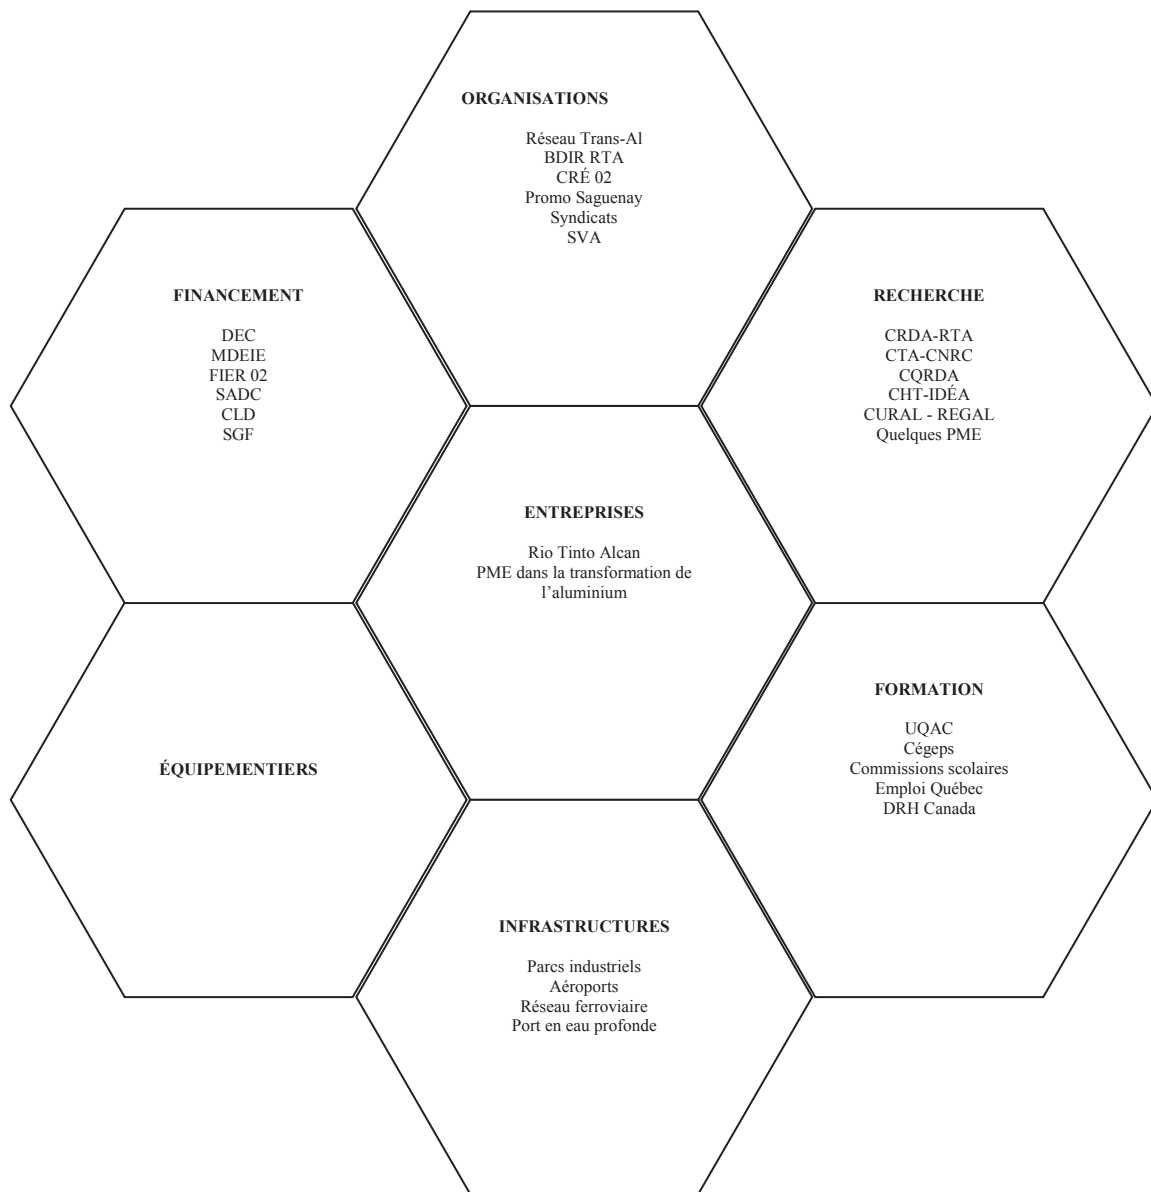 ORGANISATIONS
Réseau Trans-Al
BDIR RTA
CRÉ 02
Promo Saguenay
Syndicats
SVA
FINANCEMENT
DEC
MDEIE
FIER 02
SADC
CLD
SGF
RECHERCHE
CRDA-RTA
CTA-CNRC
CQRDA
CHT-IDÉA
CURAL - REGAL
Quelques PME
ENTREPRISES
Rio Tinto Alcan
PME dans la transformation de
l’aluminium
ÉQUIPEMENTIERS
FORMATION
UQAC
Cégeps
Commissions scolaires
Emploi Québec
DRH Canada
INFRASTRUCTURES
Parcs industriels
Aéroports
Réseau ferroviaire
Port en eau profonde